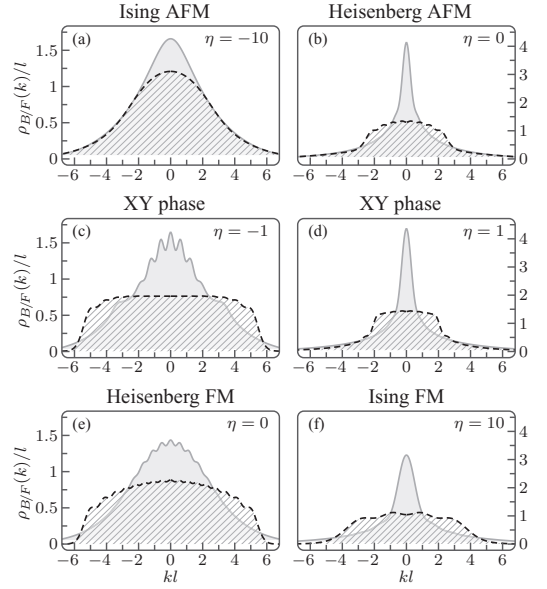 Ising AFM
Heisenberg AFM
(a)
η = −10
(b)
η = 0
ρB/F(k)/l
1.5
1
0.5
0
4
3
2
1
0
−6 −4 −2 0 2 4 6
−6 −4 −2 0 2 4 6
XY phase
XY phase
(c)
η = −1
(d)
η = 1
ρB/F(k)/l
1.5
1
0.5
0
4
3
2
1
0
−6 −4 −2 0 2 4 6
−6 −4 −2 0 2 4 6
Heisenberg FM
Ising FM
(e)
η = 0
(f)
η = 10
ρB/F(k)/l
1.5
1
0.5
0
4
3
2
1
0
−6 −4 −2 0 2 4 6
−6 −4 −2 0 2 4 6
kl
kl